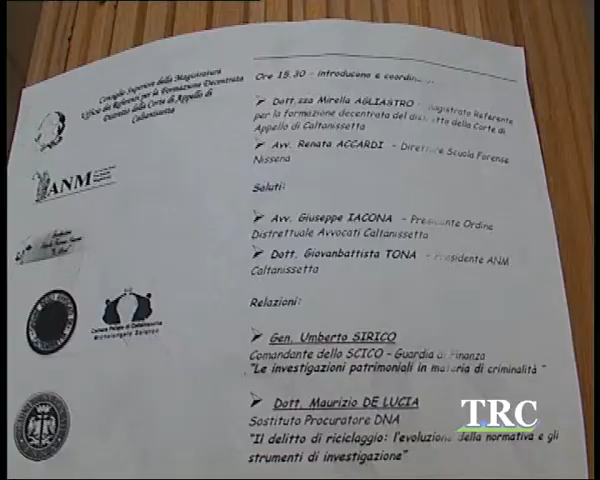 Consiglio Superiore della Magistratura
Ufficio dei Referenti per la Formazione Decentrata
Distretto della Corte di Appello di
Caltanissetta
ANM
Camera Penale di Caltanissetta
Ore 15.30 - introducono e
Dott.ssa Mirella AGLIASTRO - Magistrato Referente
per la formazione decentrata del distretto della Corte di
Appello di Caltanissetta
Avv. Renata ACCARDI - Direttore Scuola Forense
Nissena
Saluti:
Avv. Giuseppe IACONA - Presidente Ordine
Distrettuale Avvocati Caltanissetta
Dott. Giovanbattista TONA - Presidente ANM
Caltanissetta
Relazioni:
Gen. Umberto SIRICO
Comandante dello SCICO - Guardia di Finanza
"Le investigazioni patrimoniali in materia di criminalità "
Dott. Maurizio DE LUCIA
Sostituto Procuratore DNA
"Il delitto di riciclaggio: l'evoluzione della normativa e gli
strumenti di investigazione"
TRC